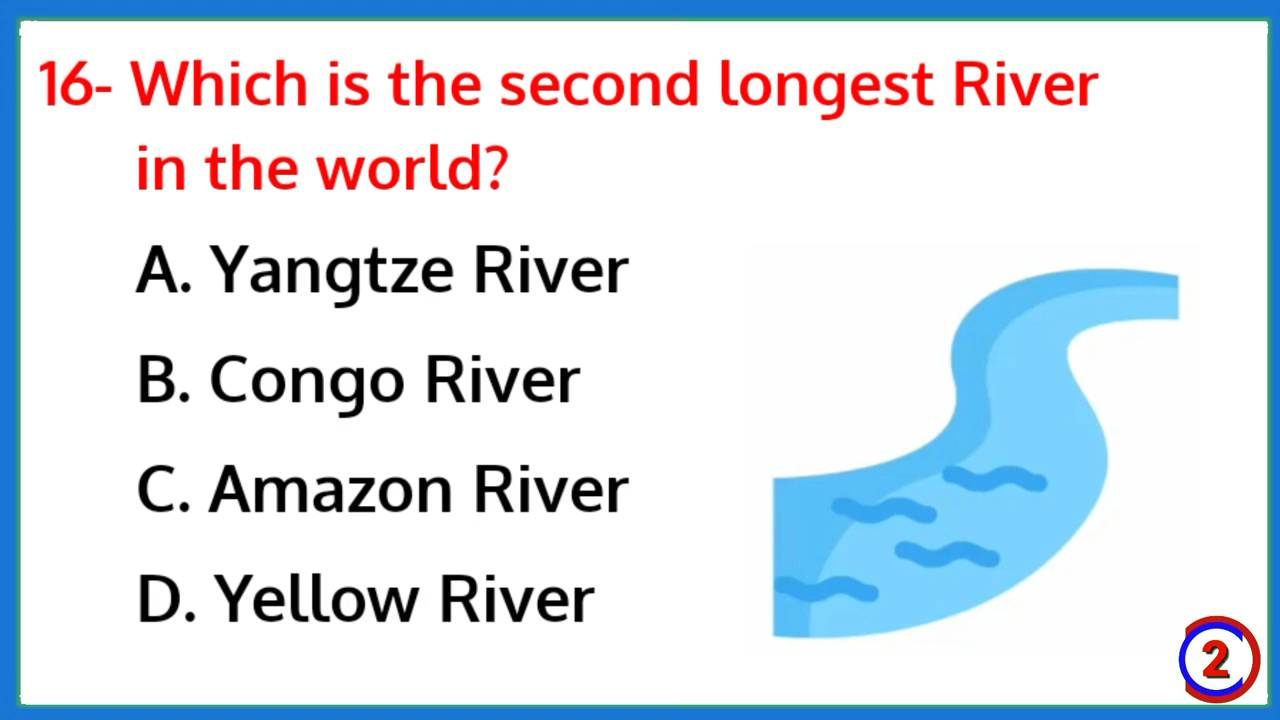 16- Which is the second longest River
in the world?
A. Yangtze River
B. Congo River
C. Amazon River
D. Yellow River
2